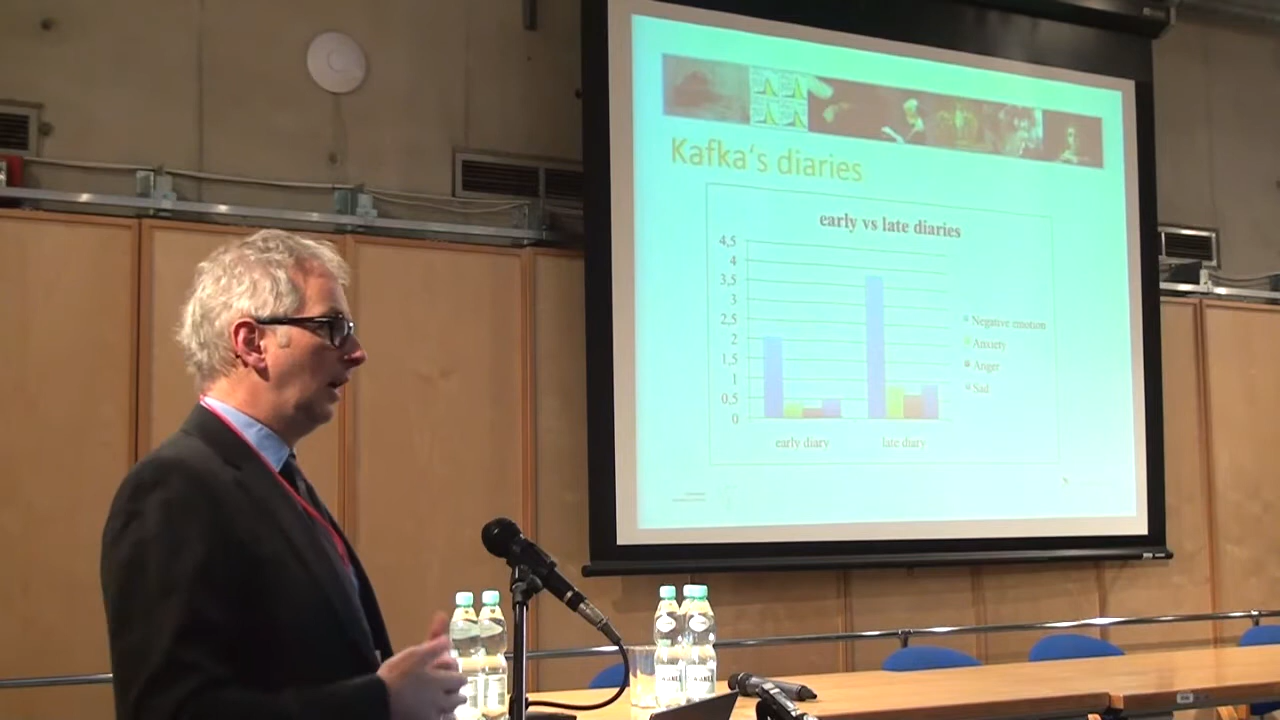 Kafka's diaries
early vs late diaries
4,5
4
3,5
3
2,5
2
1,5
1
0,5
0
early diary
late diary
Negative emotion
Anxiety
Anger
Sad